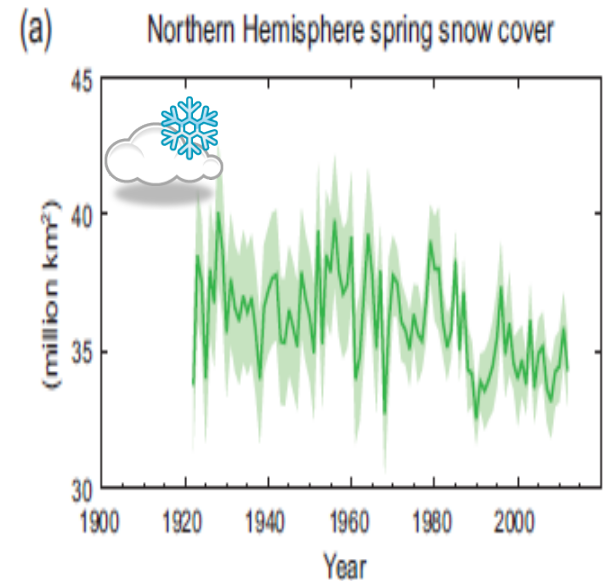 (a) Northern Hemisphere spring snow cover
(million km²)
45
40
35
30
1900 1920 1940 1960 1980 2000
Year